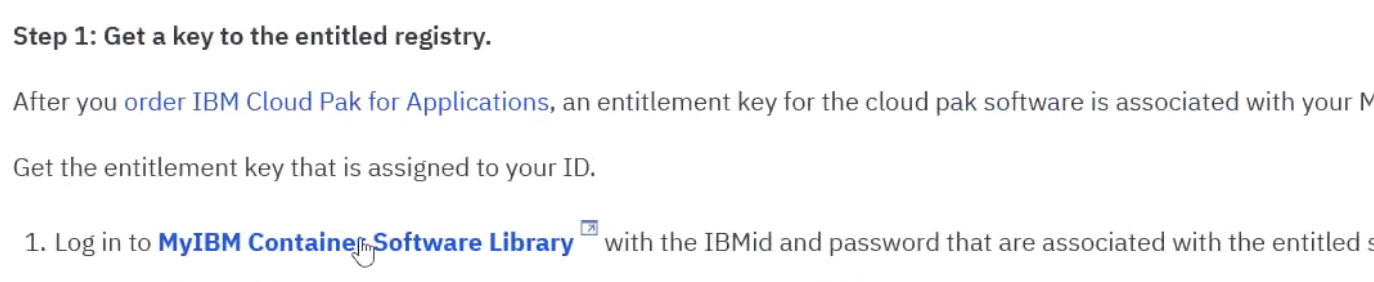 Step 1: Get a key to the entitled registry.
After you order IBM Cloud Pak for Applications, an entitlement key for the cloud pak software is associated with your M
Get the entitlement key that is assigned to your ID.
1. Log in to MyIBM Container Software Library with the IBMid and password that are associated with the entitled s